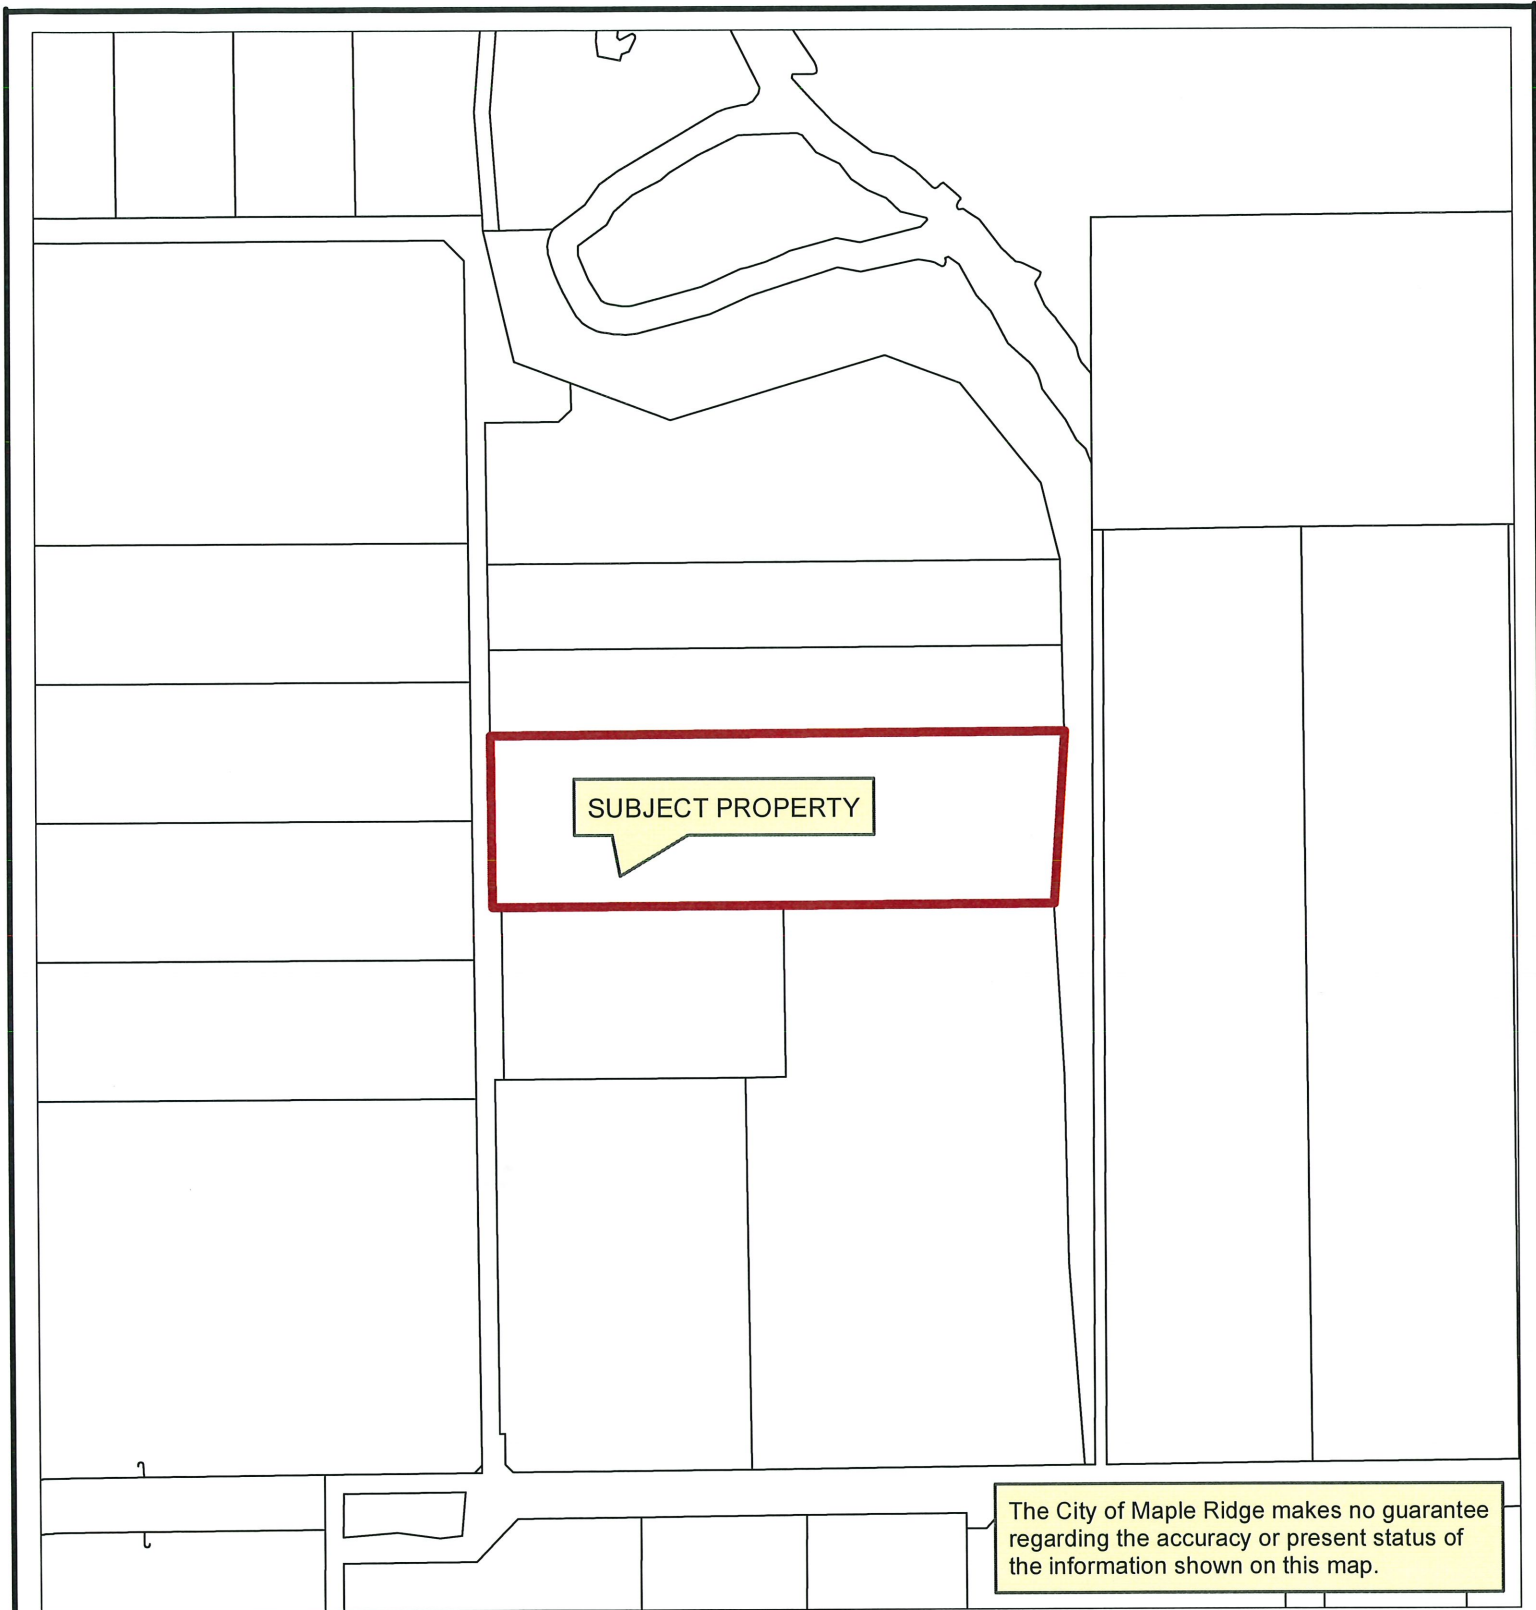 SUBJECT PROPERTY
The City of Maple Ridge makes no guarantee
regarding the accuracy or present status of
the information shown on this map.